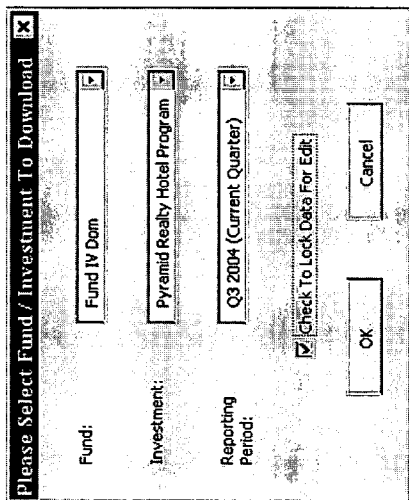 Please Select Fund / Investment To Download
Fund: Fund IV Dom
Investment: Pyramid Realty Hotel Program
Reporting
Period: Q3 2004 (Current Quarter)
Check To Lock Data For Edit
OK Cancel